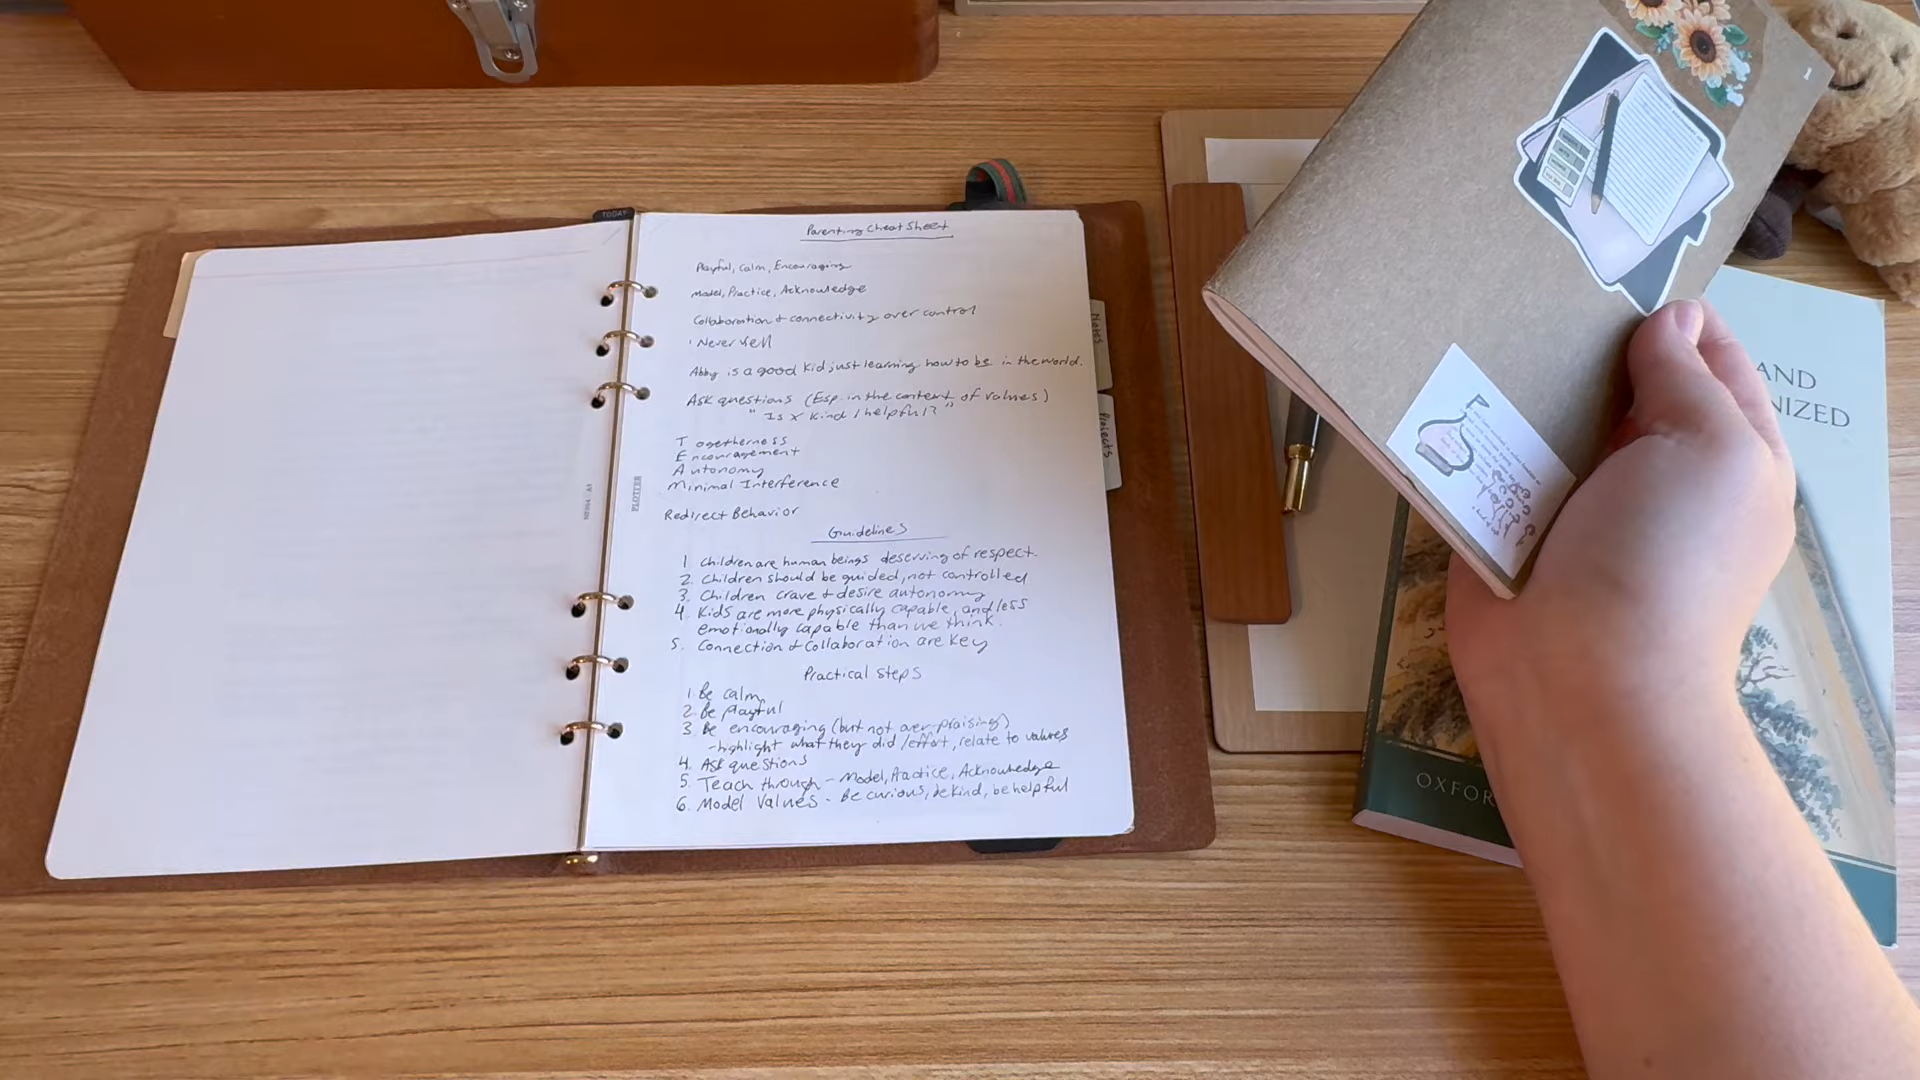 TODAY
Parenting Cheat Sheet
Playful, Calm, Encouraging
Model, Practice, Acknowledge
Collaboration & connectivity over control
Never yell
Abby is a good kid just learning how to be in the world.
Ask questions (Esp. in the context of values)
"Is x kind / helpful?"
Togetherness
Encouragement
Autonomy
Minimal Interference
Redirect Behavior
Guidelines
1. Children are human beings deserving of respect.
2. Children should be guided, not controlled
3. Children crave & desire autonomy
4. Kids are more physically capable, and less
emotionally capable than we think.
5. Connection & Collaboration are key
Practical Steps
1. Be calm
2. Be playful
3. Be encouraging (but not over-praising)
- highlight what they did / effort, relate to values
4. Ask questions
5. Teach through - Model, Practice, Acknowledge
6. Model Values - Be curious, be kind, be helpful
PLOTTER
Notes
Projects
1
AND
NIZED
OXFOR